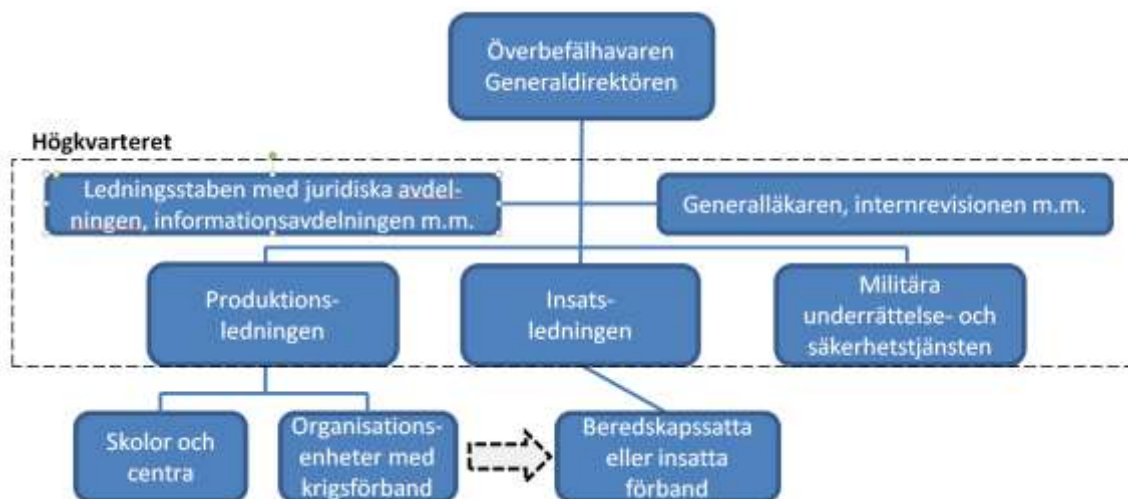 Överbefälhavaren
Generaldirektören
Högkvarteret
Ledningsstaben med juridiska avdel-
ningen, informationsavdelningen m.m.
Generalläkaren, internrevisionen m.m.
Produktions-
ledningen
Insats-
ledningen
Militära
underrättelse- och
säkerhetstjänsten
Skolor och
centra
Organisations-
enheter med
krigsförband
Beredskapssatta
eller insatta
förband